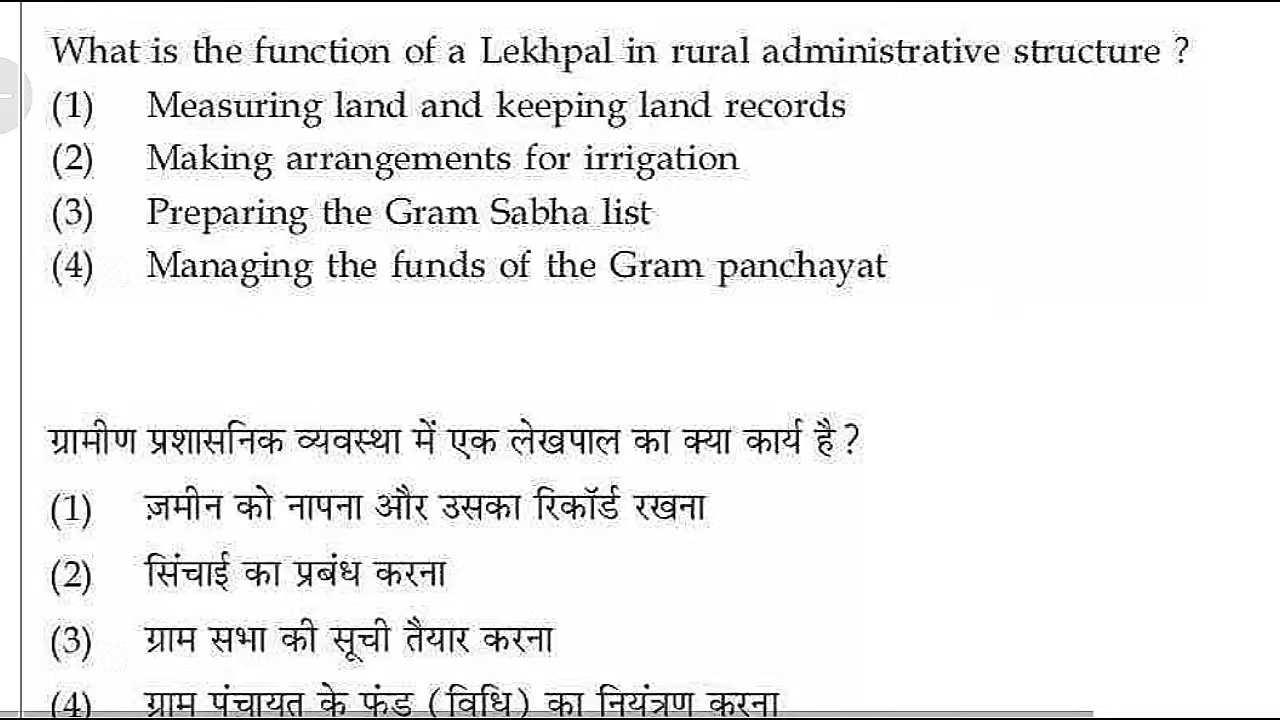 What is the function of a Lekhpal in rural administrative structure ?
(1) Measuring land and keeping land records
(2) Making arrangements for irrigation
(3) Preparing the Gram Sabha list
(4) Managing the funds of the Gram panchayat
ग्रामीण प्रशासनिक व्यवस्था में एक लेखपाल का क्या कार्य है ?
(1) ज़मीन को नापना और उसका रिकॉर्ड रखना
(2) सिंचाई का प्रबंध करना
(3) ग्राम सभा की सूची तैयार करना
(4) ग्राम पंचायत के फंड (विधि) का नियंत्रण करना